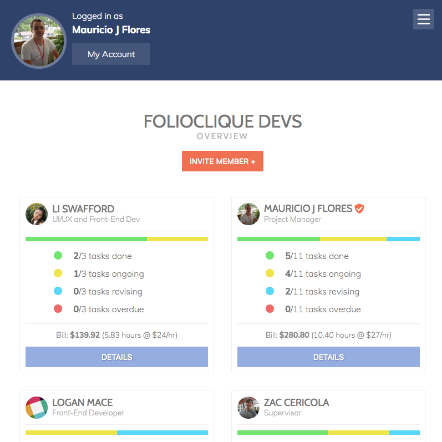 Logged in as
Mauricio J Flores
My Account
FOLIOCLIQUE DEVS
OVERVIEW
INVITE MEMBER +
LI SWAFFORD
UI/UX and Front-End Dev
2/3 tasks done
1/3 tasks ongoing
0/3 tasks revising
0/3 tasks overdue
Bill: $139.92 (5.83 hours @ $24/hr)
DETAILS
MAURICIO J FLORES
Project Manager
5/11 tasks done
4/11 tasks ongoing
2/11 tasks revising
0/11 tasks overdue
Bill: $280.80 (10.40 hours @ $27/hr)
DETAILS
LOGAN MACE
Front-End Developer
ZAC CERICOLA
Supervisor